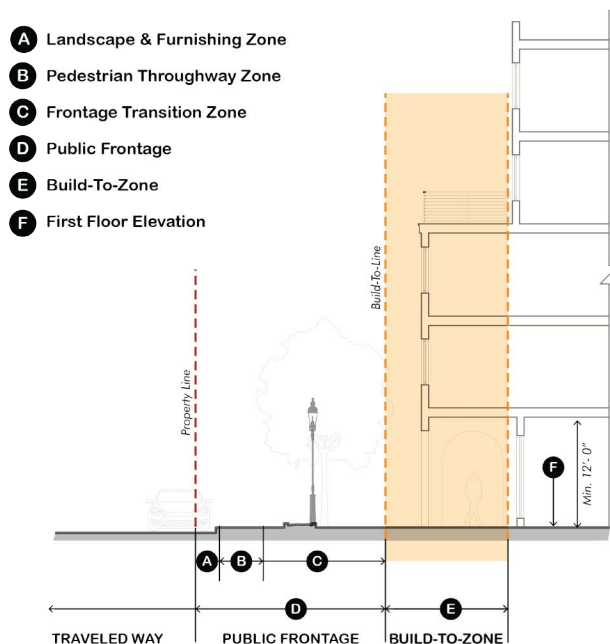 A Landscape & Furnishing Zone
B Pedestrian Throughway Zone
C Frontage Transition Zone
D Public Frontage
E Build-To-Zone
F First Floor Elevation
Build-To-Line
Property Line
F
Min. 12'- 0"
A B C
D E
TRAVELED WAY PUBLIC FRONTAGE BUILD-TO-ZONE